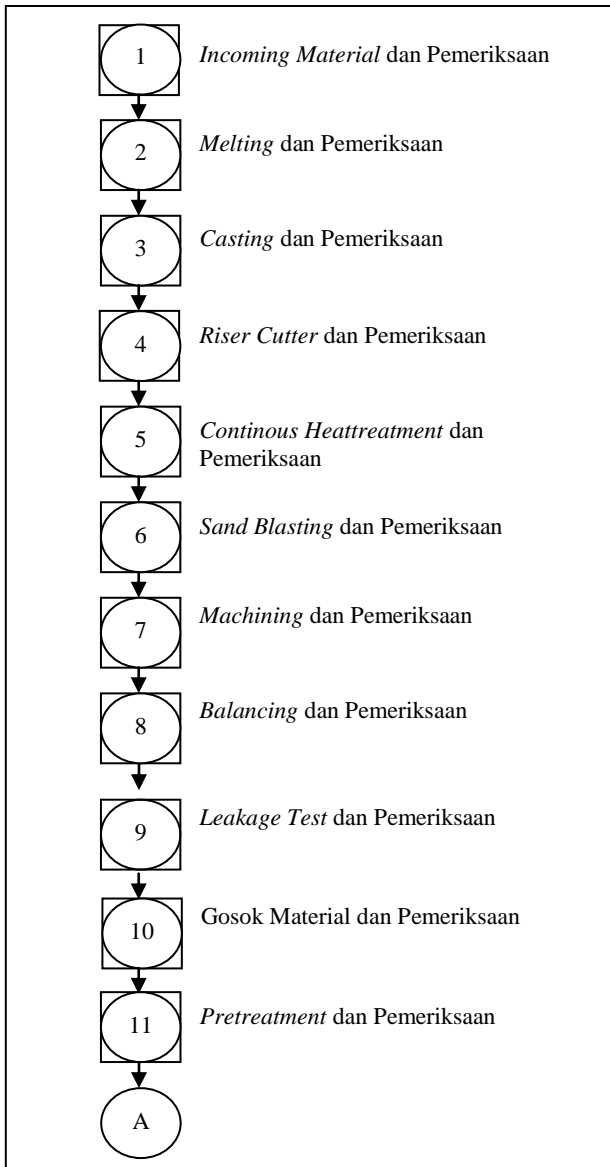 1 Incoming Material dan Pemeriksaan
2 Melting dan Pemeriksaan
3 Casting dan Pemeriksaan
4 Riser Cutter dan Pemeriksaan
5 Continous Heattreatment dan
Pemeriksaan
6 Sand Blasting dan Pemeriksaan
7 Machining dan Pemeriksaan
8 Balancing dan Pemeriksaan
9 Leakage Test dan Pemeriksaan
10 Gosok Material dan Pemeriksaan
11 Pretreatment dan Pemeriksaan
A